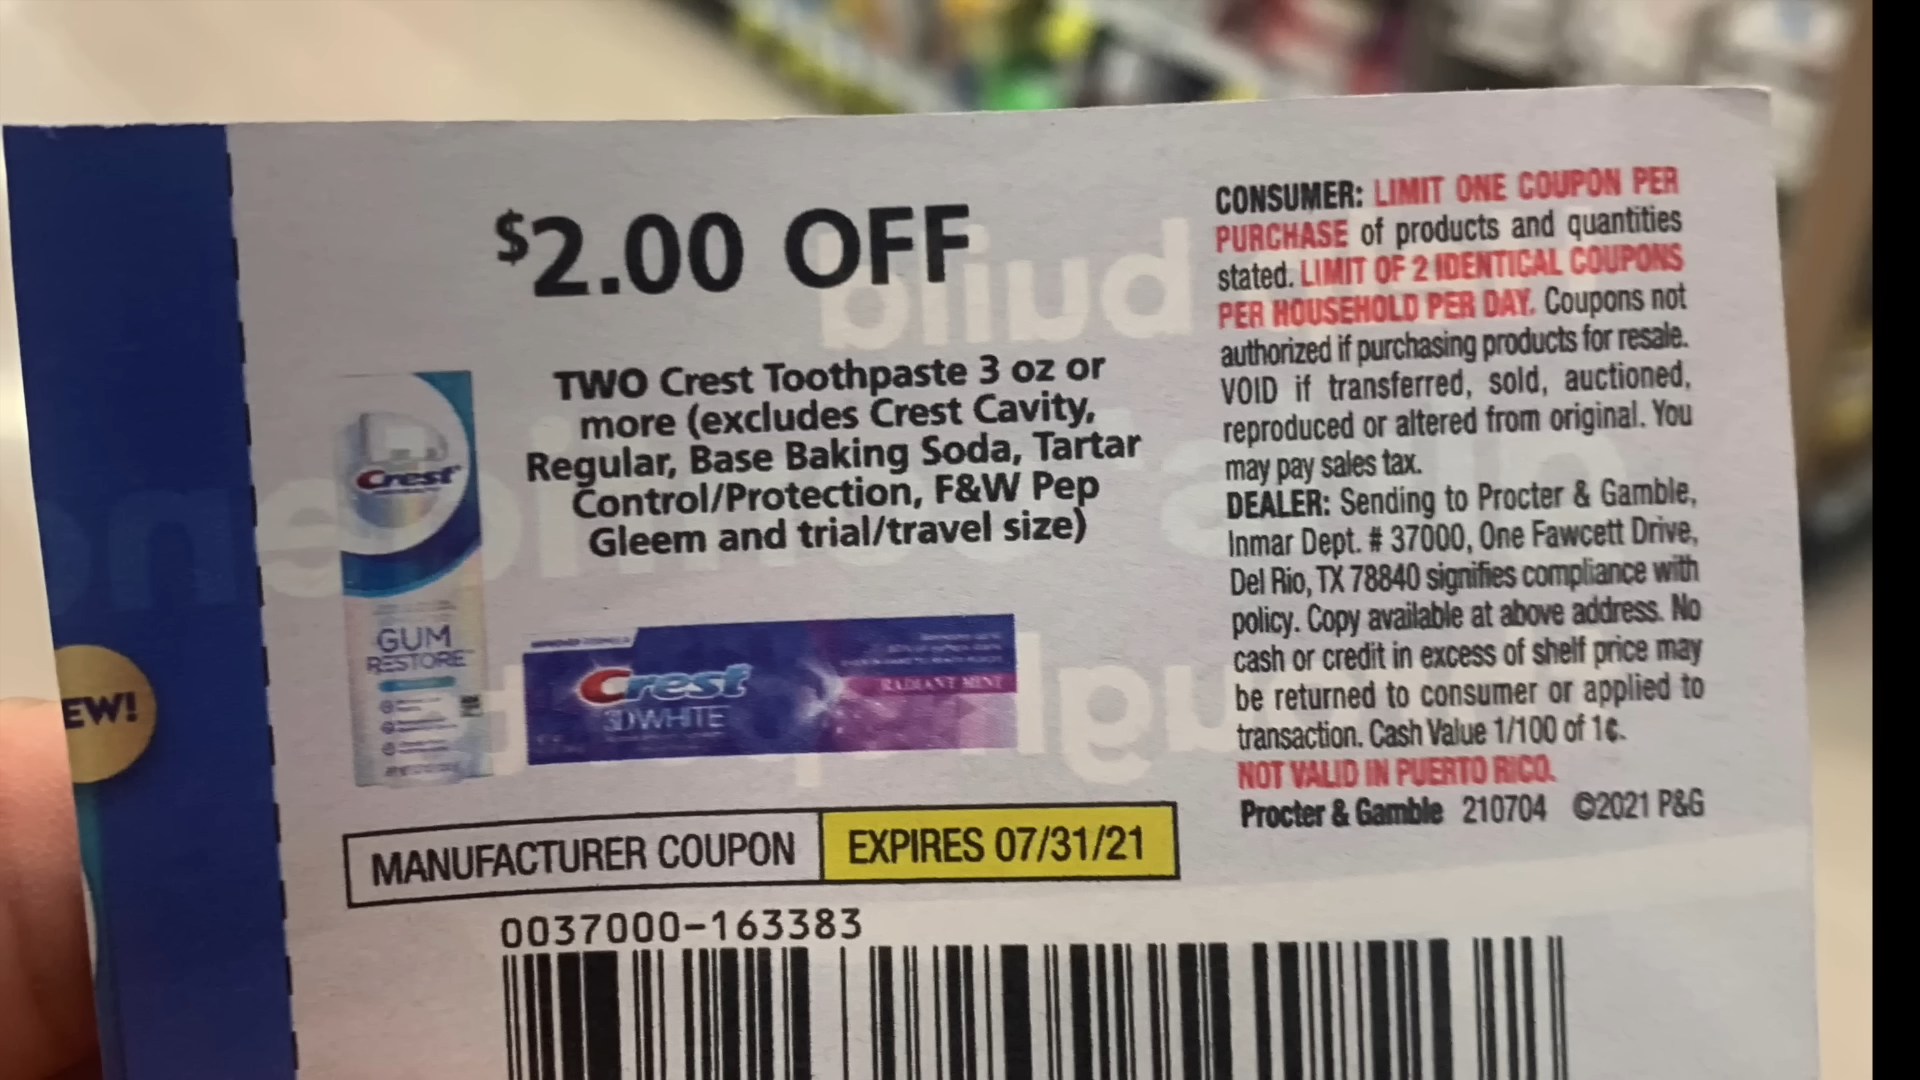 $2.00 OFF
TWO Crest Toothpaste 3 oz or
more (excludes Crest Cavity,
Regular, Base Baking Soda, Tartar
Control/Protection, F&W Pep
Gleem and trial/travel size)
Crest
GUM
RESTORE
Crest
3D WHITE
RADIANT MINT
EW!
MANUFACTURER COUPON
EXPIRES 07/31/21
0037000-163383
CONSUMER: LIMIT ONE COUPON PER
PURCHASE of products and quantities
stated. LIMIT OF 2 IDENTICAL COUPONS
PER HOUSEHOLD PER DAY. Coupons not
authorized if purchasing products for resale.
VOID if transferred, sold, auctioned,
reproduced or altered from original. You
may pay sales tax.
DEALER: Sending to Procter & Gamble,
Inmar Dept. # 37000, One Fawcett Drive,
Del Rio, TX 78840 signifies compliance with
policy. Copy available at above address. No
cash or credit in excess of shelf price may
be returned to consumer or applied to
transaction. Cash Value 1/100 of 1¢.
NOT VALID IN PUERTO RICO.
Procter & Gamble 210704 ©2021 P&G